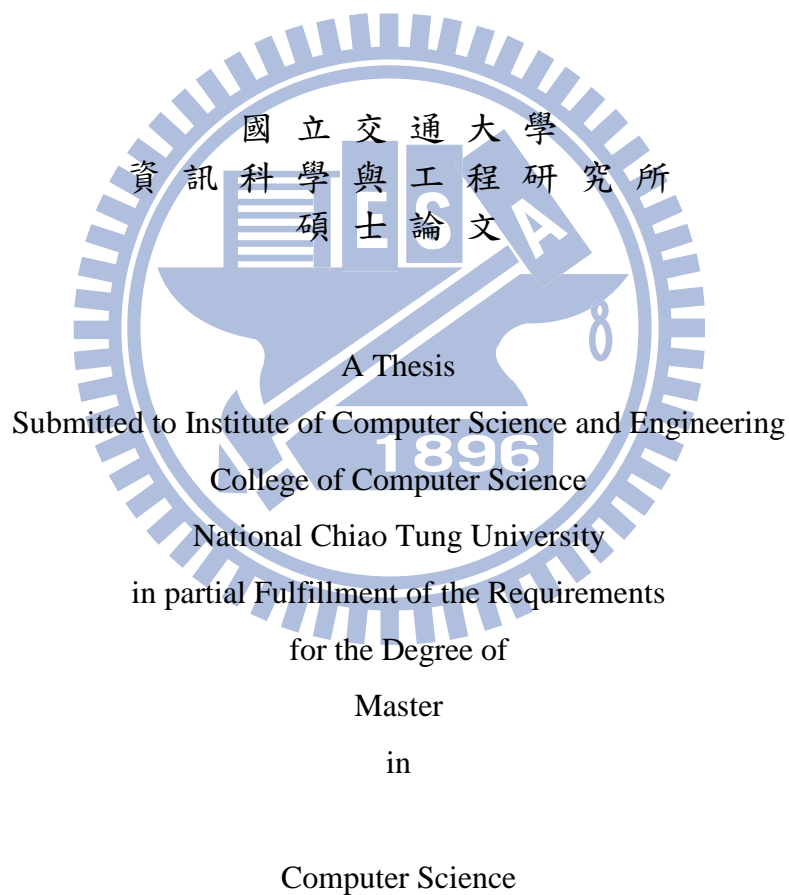 國立交通大學
資訊科學與工程研究所
碩士論文
E S A
8
A Thesis
Submitted to Institute of Computer Science and Engineering
1896
College of Computer Science
National Chiao Tung University
in partial Fulfillment of the Requirements
for the Degree of
Master
in
Computer Science